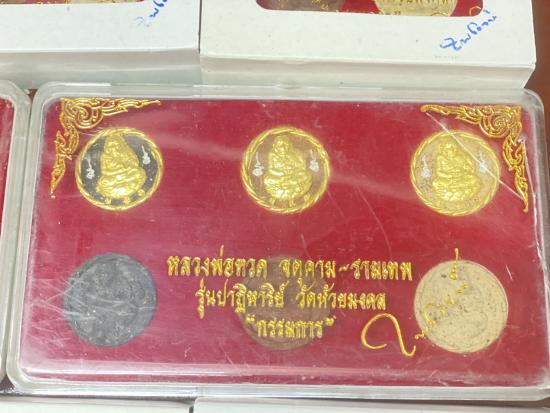 หลวงพ่อทวด จตุคาม-รามเทพ
รุ่นปาฏิหาริย์ วัดห้วยมงคล
"กรรมการ"